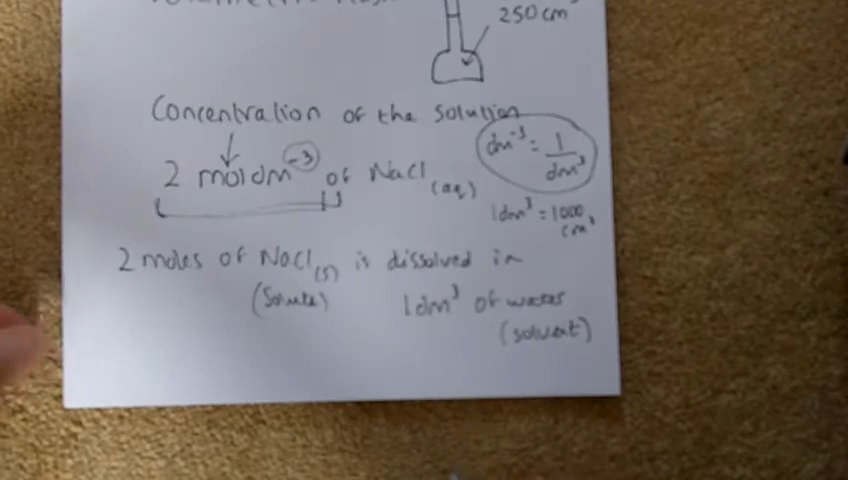 250 cm³
Concentration of the solution
2 moldm⁻³ of NaCl (aq)
dm⁻³ = 1/dm³
1dm³ = 1000 cm³
2 moles of NaCl(s) is dissolved in
(Solute) 1dm³ of water
(solvent)